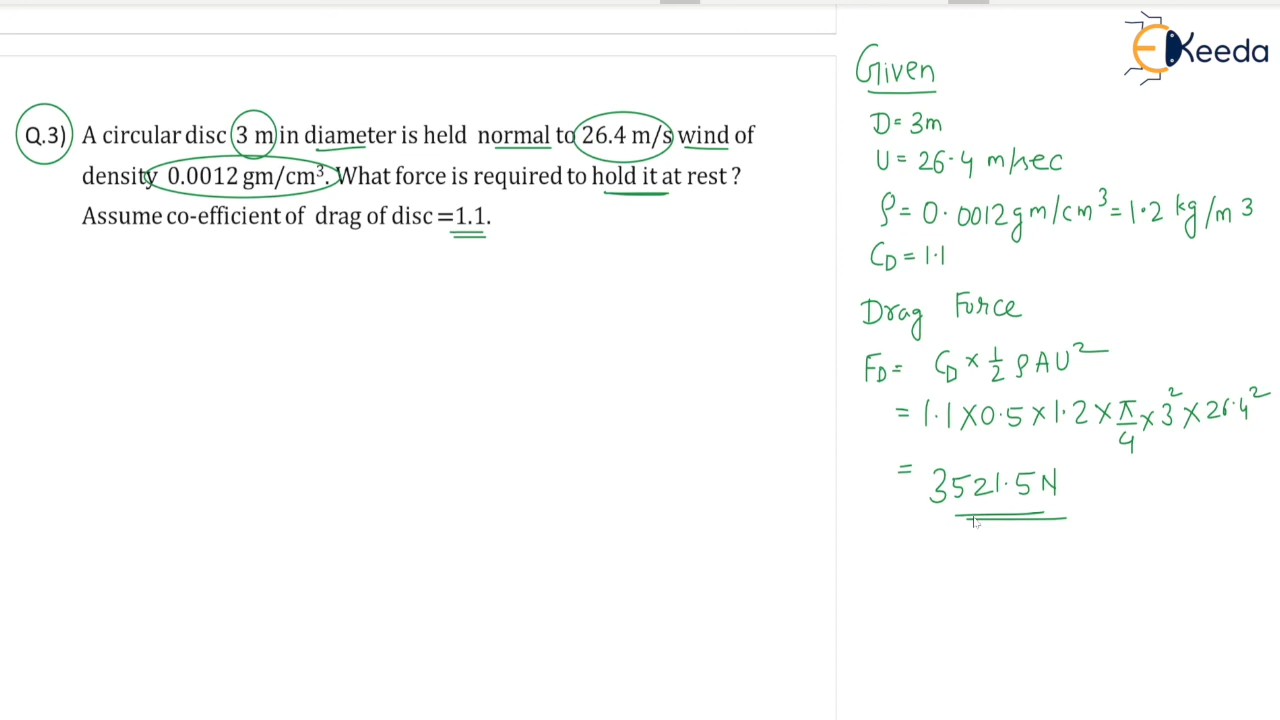 EKeeda
Q.3) A circular disc 3 m in diameter is held normal to 26.4 m/s wind of
density 0.0012 gm/cm³. What force is required to hold it at rest ?
Assume co-efficient of drag of disc = 1.1.
Given
D = 3m
U = 26.4 m/sec
ρ = 0.0012 gm/cm³ = 1.2 kg/m3
C_D = 1.1
Drag Force
F_D = C_D × 1/2 ρAU²
= 1.1 × 0.5 × 1.2 × π/4 × 3² × 26.4²
= 3521.5 N